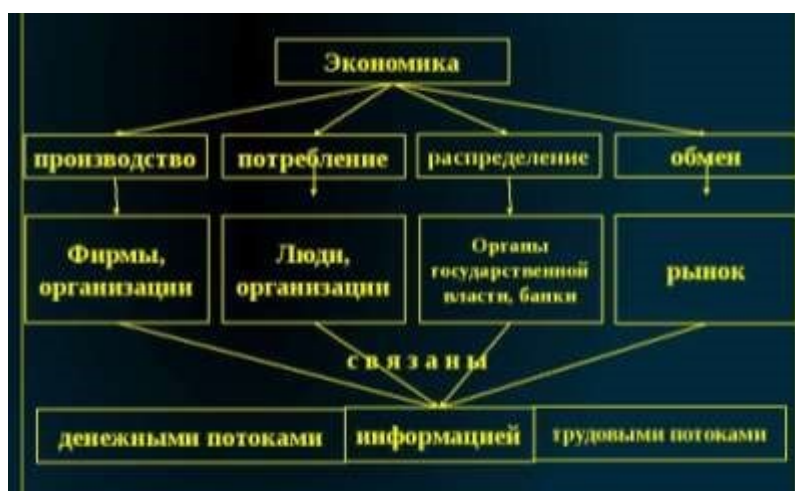 Экономика
производство
потребление
распределение
обмен
Фирмы,
организации
Люди,
организации
Органы
государственной
власти, банки
рынок
связаны
денежными потоками
информацией
трудовыми потоками